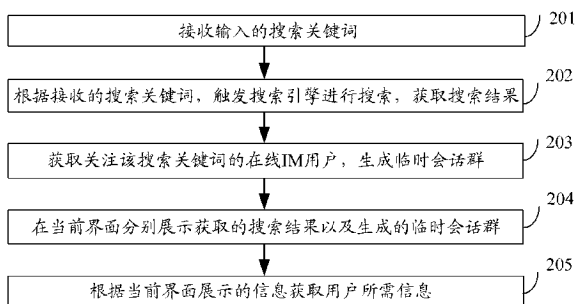 201
接收输入的搜索关键词
202
根据接收的搜索关键词，触发搜索引擎进行搜索，获取搜索结果
203
获取关注该搜索关键词的在线IM用户，生成临时会话群
204
在当前界面分别展示获取的搜索结果以及生成的临时会话群
205
根据当前界面展示的信息获取用户所需信息